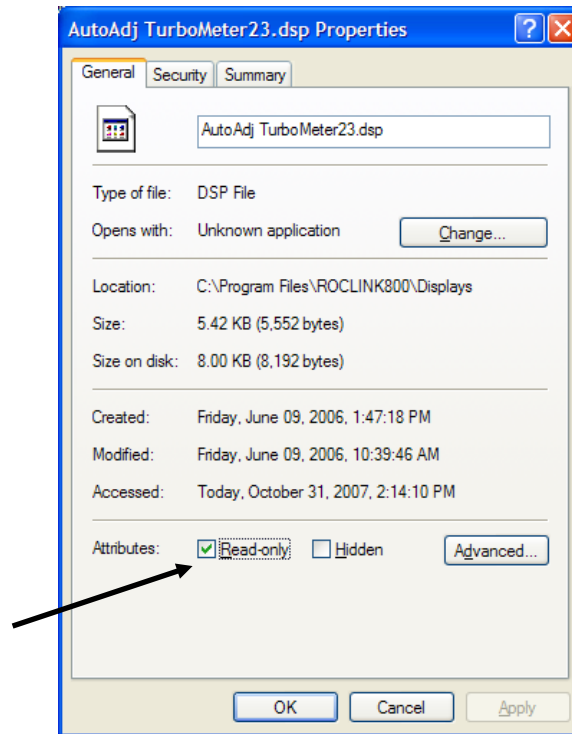 AutoAdj TurboMeter23.dsp Properties
General Security Summary
AutoAdj TurboMeter23.dsp
Type of file: DSP File
Opens with: Unknown application Change...
Location: C:\Program Files\ROCLINK800\Displays
Size: 5.42 KB (5,552 bytes)
Size on disk: 8.00 KB (8,192 bytes)
Created: Friday, June 09, 2006, 1:47:18 PM
Modified: Friday, June 09, 2006, 10:39:46 AM
Accessed: Today, October 31, 2007, 2:14:10 PM
Attributes: Read-only Hidden Advanced...
OK Cancel Apply